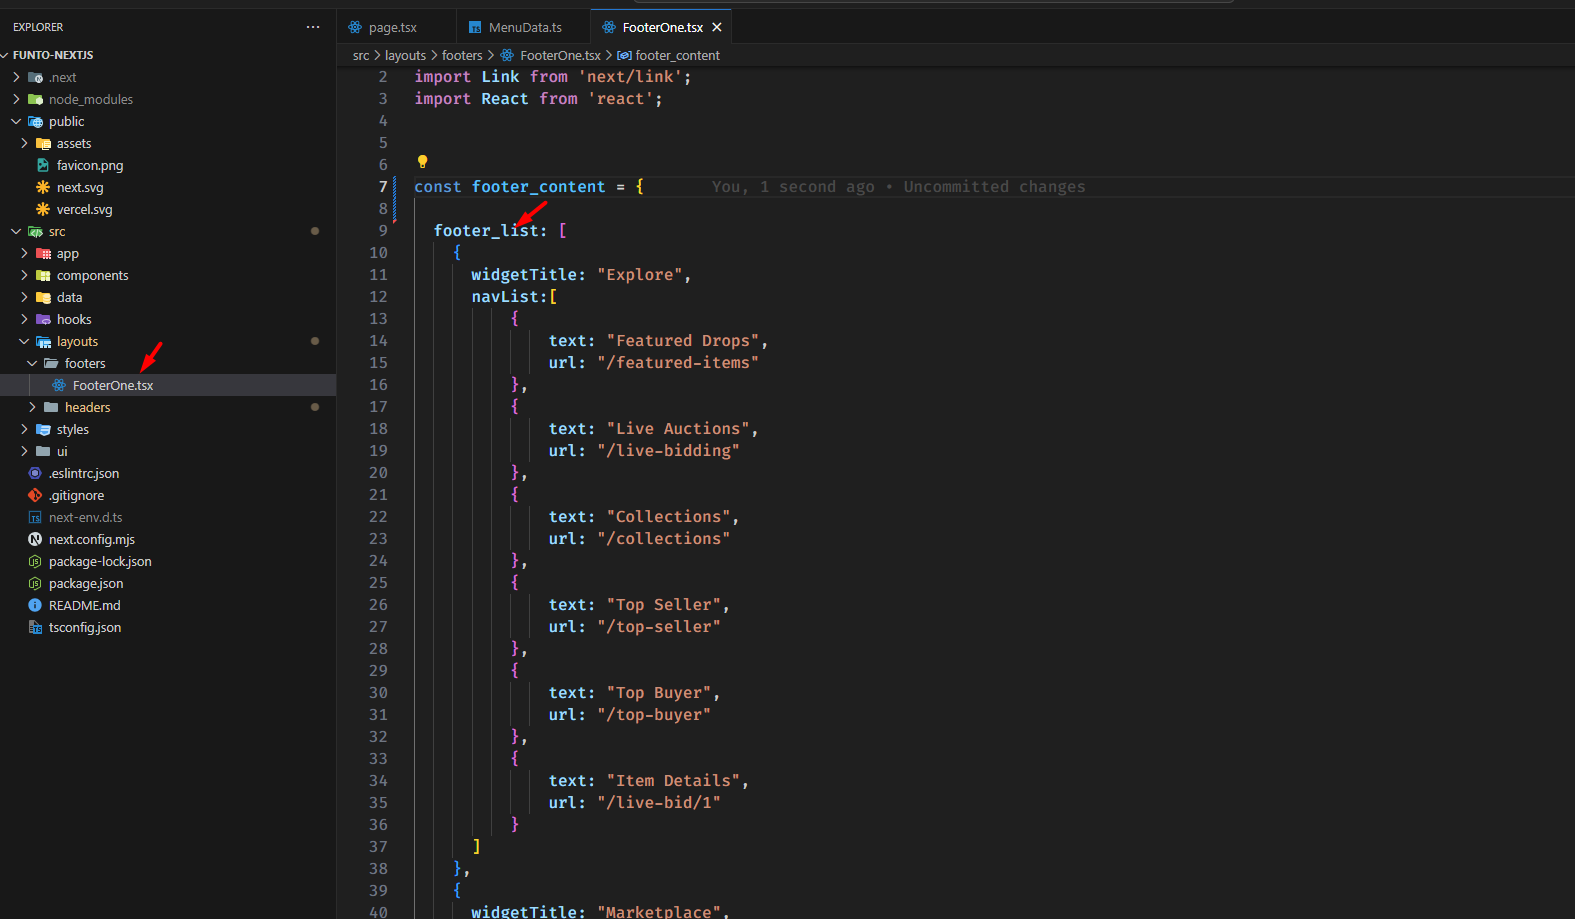 EXPLORER
FUNTO-NEXTJS
.next
node_modules
public
assets
favicon.png
next.svg
vercel.svg
src
app
components
data
hooks
layouts
footers
FooterOne.tsx
headers
styles
ui
.eslintrc.json
.gitignore
next-env.d.ts
next.config.mjs
package-lock.json
package.json
README.md
tsconfig.json
page.tsx MenuData.ts FooterOne.tsx
src > layouts > footers > FooterOne.tsx > footer_content
2 import Link from 'next/link';
3 import React from 'react';
4
5
6
7 const footer_content = { You, 1 second ago • Uncommitted changes
8
9 footer_list: [
10 {
11 widgetTitle: "Explore",
12 navList:[
13 {
14 text: "Featured Drops",
15 url: "/featured-items"
16 },
17 {
18 text: "Live Auctions",
19 url: "/live-bidding"
20 },
21 {
22 text: "Collections",
23 url: "/collections"
24 },
25 {
26 text: "Top Seller",
27 url: "/top-seller"
28 },
29 {
30 text: "Top Buyer",
31 url: "/top-buyer"
32 },
33 {
34 text: "Item Details",
35 url: "/live-bid/1"
36 }
37 ]
38 },
39 {
40 widgetTitle: "Marketplace",